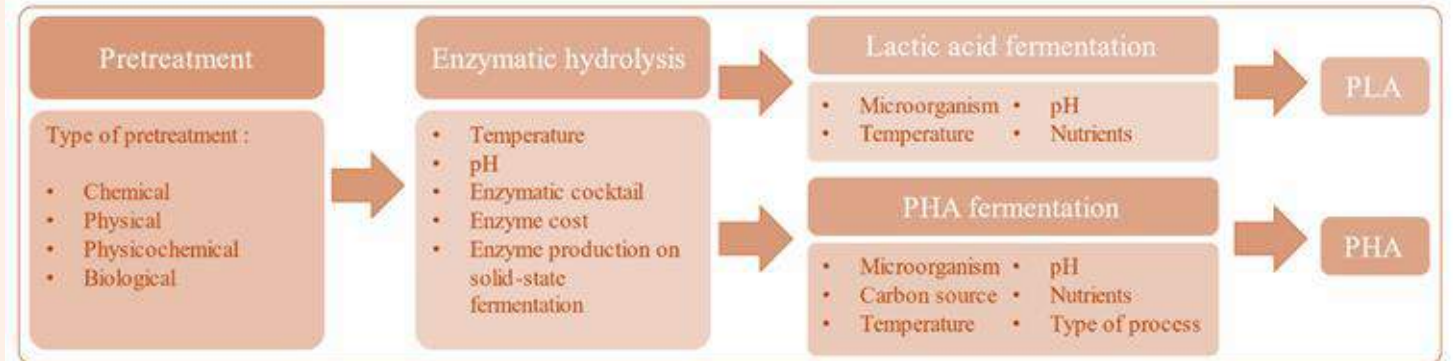 Pretreatment
Type of pretreatment :
• Chemical
• Physical
• Physicochemical
• Biological
Enzymatic hydrolysis
• Temperature
• pH
• Enzymatic cocktail
• Enzyme cost
• Enzyme production on
solid-state
fermentation
Lactic acid fermentation
• Microorganism • pH
• Temperature • Nutrients
PLA
PHA fermentation
• Microorganism • pH
• Carbon source • Nutrients
• Temperature • Type of process
PHA